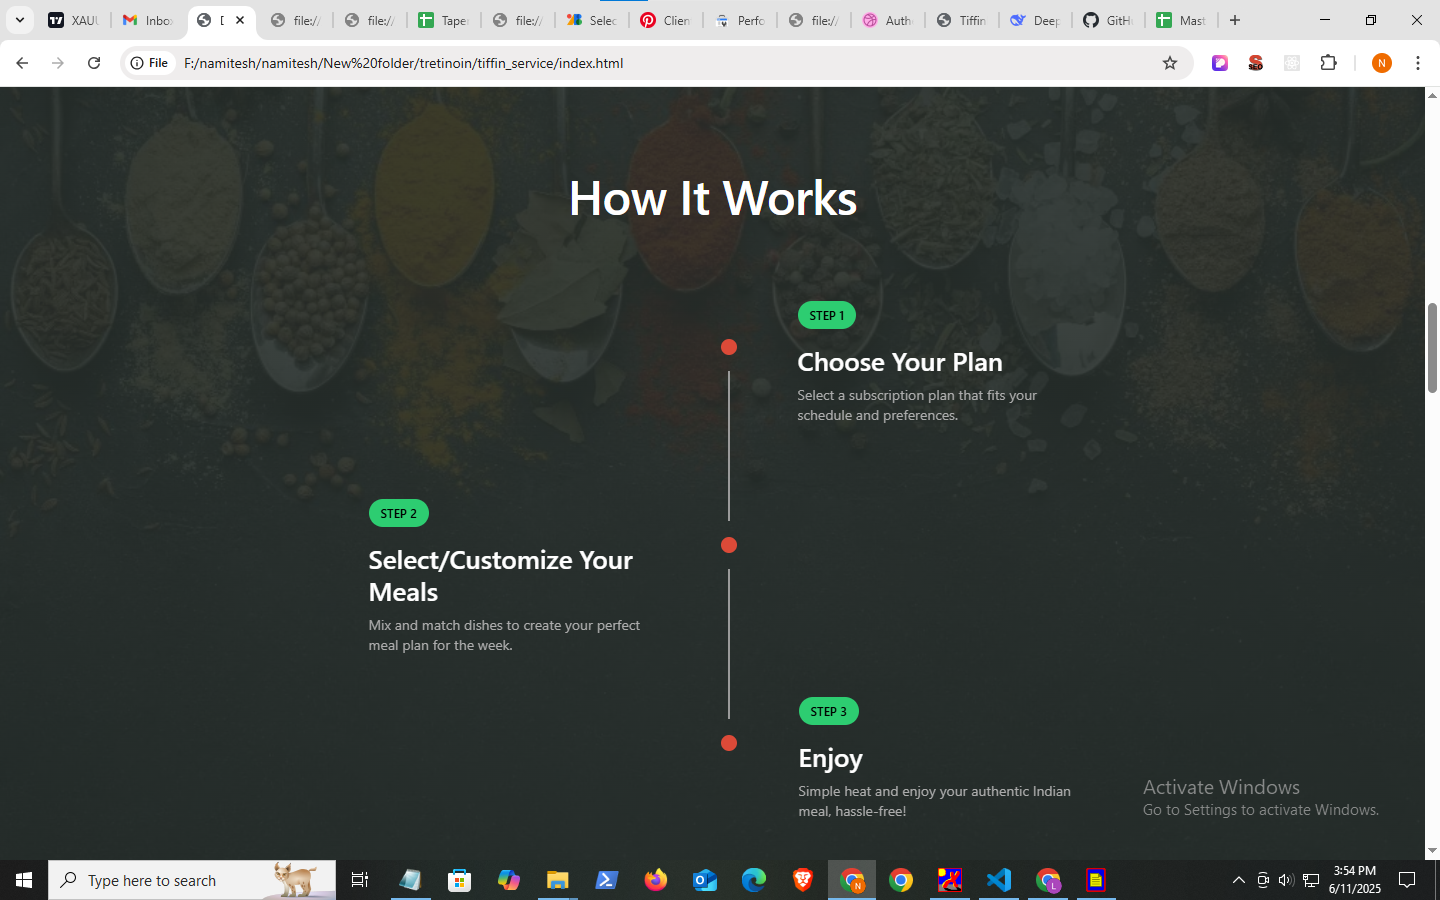 XAUU
Inbox
file://
file://
Tape
file://
Selec
Clien
Perfo
file://
Auth
Tiffin
Deep
GitH
Mast
File
F:/namitesh/namitesh/New%20folder/tretinoin/tiffin_service/index.html
SEO
N
How It Works
STEP 1
Choose Your Plan
Select a subscription plan that fits your
schedule and preferences.
STEP 2
Select/Customize Your
Meals
Mix and match dishes to create your perfect
meal plan for the week.
STEP 3
Enjoy
Simple heat and enjoy your authentic Indian
meal, hassle-free!
Activate Windows
Go to Settings to activate Windows.
Type here to search
N
L
3:54 PM
6/11/2025